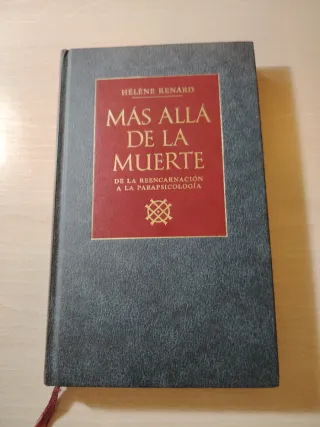 HÉLÈNE RENARD
MÁS ALLÁ
DE LA
MUERTE
DE LA REENCARNACIÓN
A LA PARAPSICOLOGÍA